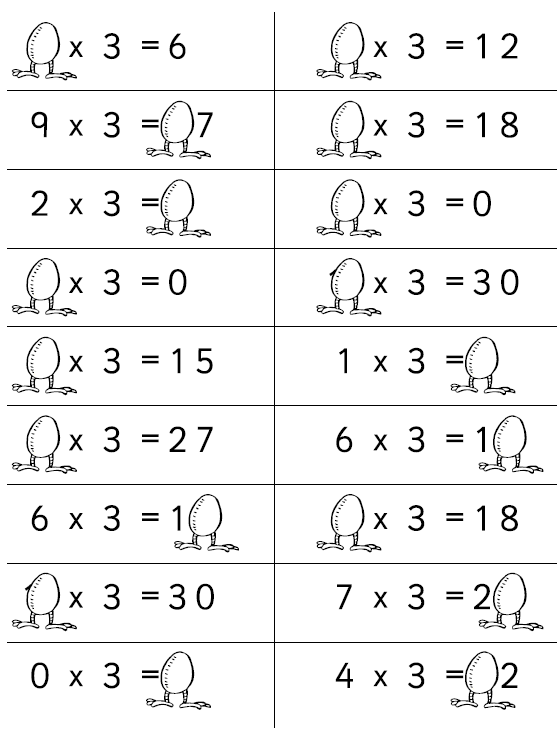 x 3 = 6
x 3 = 12
9 x 3 = 7
x 3 = 18
2 x 3 =
x 3 = 0
x 3 = 0
x 3 = 30
x 3 = 15
1 x 3 =
x 3 = 27
6 x 3 = 1
6 x 3 = 1
x 3 = 18
x 3 = 30
7 x 3 = 2
0 x 3 =
4 x 3 = 2